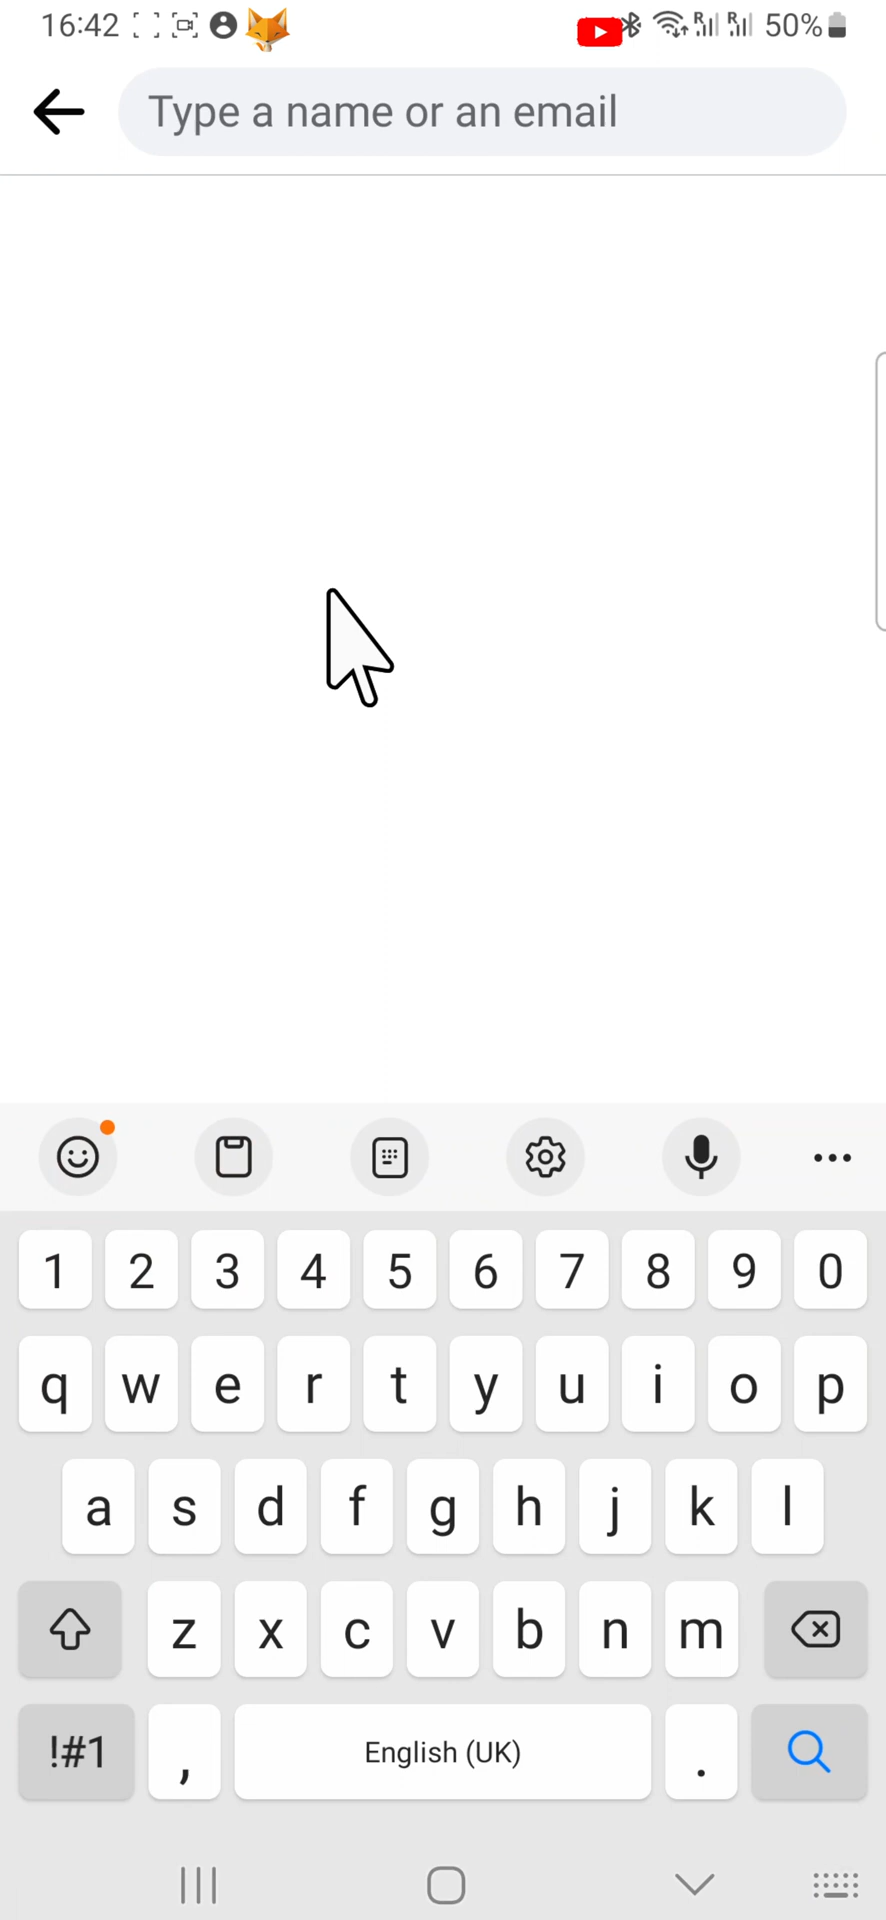 16:42 50%
Type a name or an email
1 2 3 4 5 6 7 8 9 0
q w e r t y u i o p
a s d f g h j k l
z x c v b n m
!#1 , English (UK) .